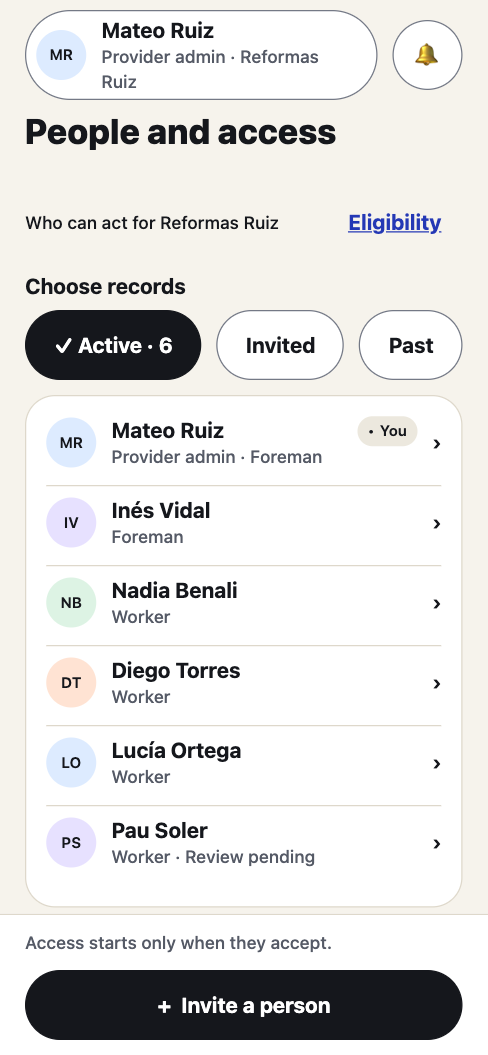 MR
Mateo Ruiz
Provider admin · Reformas
Ruiz
People and access
Who can act for Reformas Ruiz
Eligibility
Choose records
✓ Active · 6
Invited
Past
MR
Mateo Ruiz
• You
Provider admin · Foreman
›
IV
Inés Vidal
Foreman
›
NB
Nadia Benali
Worker
›
DT
Diego Torres
Worker
›
LO
Lucía Ortega
Worker
›
PS
Pau Soler
Worker · Review pending
›
Access starts only when they accept.
+ Invite a person